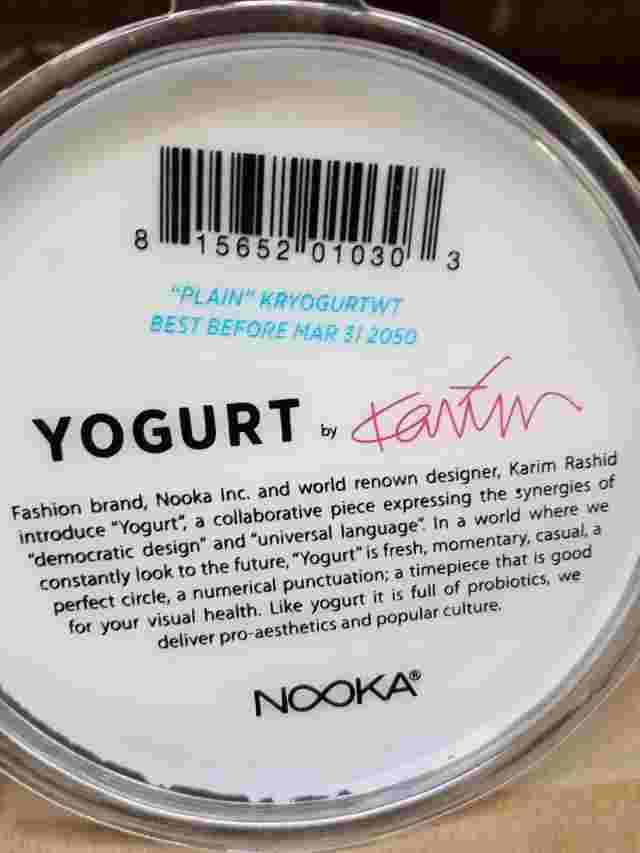 8 15652 01030 3
"PLAIN" KRYOGURTWT
BEST BEFORE MAR 31 2050
YOGURT by Karim
Fashion brand, Nooka Inc. and world renown designer, Karim Rashid
introduce "Yogurt", a collaborative piece expressing the synergies of
"democratic design" and "universal language". In a world where we
constantly look to the future, "Yogurt" is fresh, momentary, casual, a
perfect circle, a numerical punctuation; a timepiece that is good
for your visual health. Like yogurt it is full of probiotics, we
deliver pro-aesthetics and popular culture.
NOOKA®